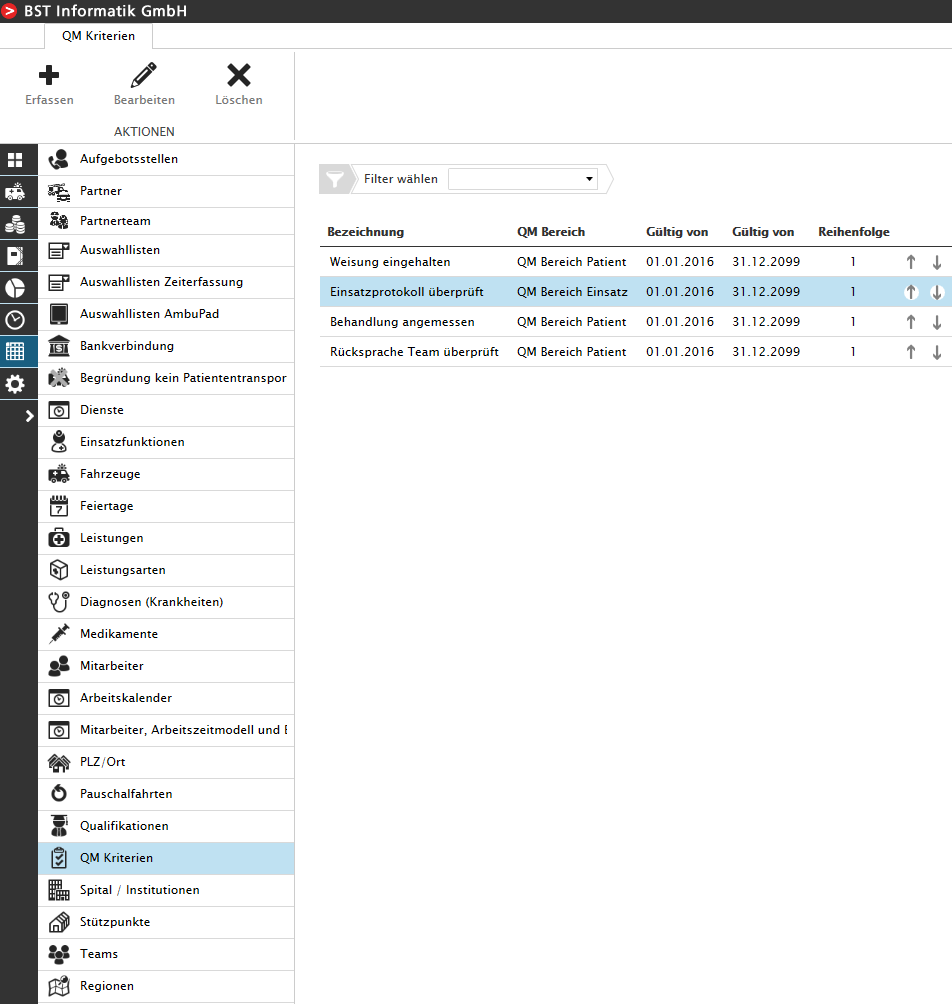 BST Informatik GmbH
QM Kriterien
Erfassen Bearbeiten Löschen
AKTIONEN
Aufgebotsstellen
Partner
Partnerteam
Auswahllisten
Auswahllisten Zeiterfassung
Auswahllisten AmbuPad
Bankverbindung
Begründung kein Patiententranspor
Dienste
Einsatzfunktionen
Fahrzeuge
Feiertage
Leistungen
Leistungsarten
Diagnosen (Krankheiten)
Medikamente
Mitarbeiter
Arbeitskalender
Mitarbeiter, Arbeitszeitmodell und
PLZ/Ort
Pauschalfahrten
Qualifikationen
QM Kriterien
Spital / Institutionen
Stützpunkte
Teams
Regionen
Filter wählen
Bezeichnung QM Bereich Gültig von Gültig von Reihenfolge
Weisung eingehalten QM Bereich Patient 01.01.2016 31.12.2099 1
Einsatzprotokoll überprüft QM Bereich Einsatz 01.01.2016 31.12.2099 1
Behandlung angemessen QM Bereich Patient 01.01.2016 31.12.2099 1
Rücksprache Team überprüft QM Bereich Patient 01.01.2016 31.12.2099 1